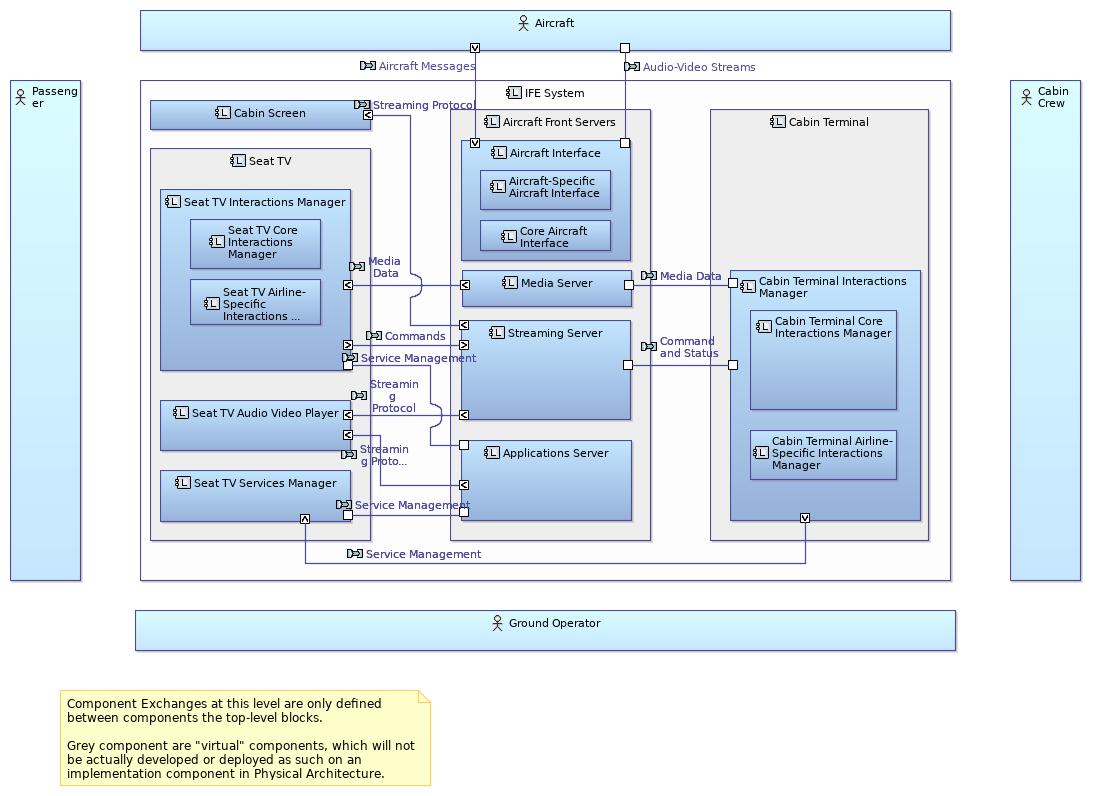 Aircraft
Aircraft Messages
Audio-Video Streams
Passeng
er
Cabin
Crew
IFE System
Streaming Protocol
Cabin Screen
Aircraft Front Servers
Cabin Terminal
Seat TV
Aircraft Interface
Aircraft-Specific
Aircraft Interface
Core Aircraft
Interface
Seat TV Interactions Manager
Seat TV Core
Interactions
Manager
Seat TV Airline-
Specific
Interactions ...
Media
Data
Media Server
Media Data
Cabin Terminal Interactions
Manager
Cabin Terminal Core
Interactions Manager
Commands
Streaming Server
Command
and Status
Service Management
Streamin
g
Protocol
Seat TV Audio Video Player
Streamin
g Proto...
Applications Server
Cabin Terminal Airline-
Specific Interactions
Manager
Seat TV Services Manager
Service Management
Service Management
Ground Operator
Component Exchanges at this level are only defined
between components the top-level blocks.
Grey component are "virtual" components, which will not
be actually developed or deployed as such on an
implementation component in Physical Architecture.